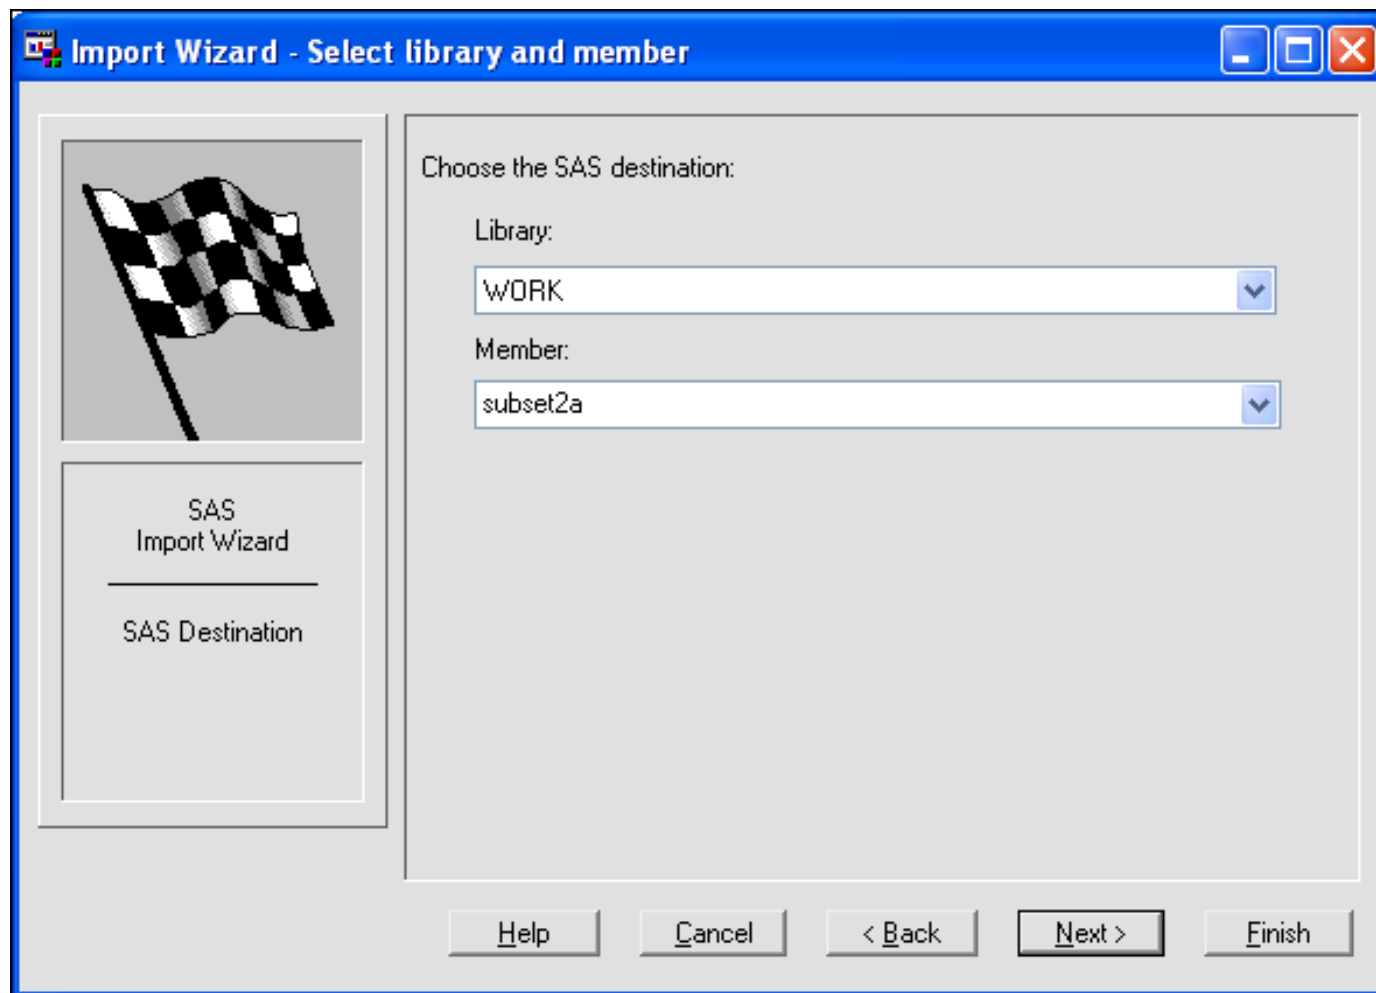 Import Wizard - Select library and member
Choose the SAS destination:
Library:
WORK
Member:
subset2a
SAS
Import Wizard
SAS Destination
Help
Cancel
< Back
Next >
Finish